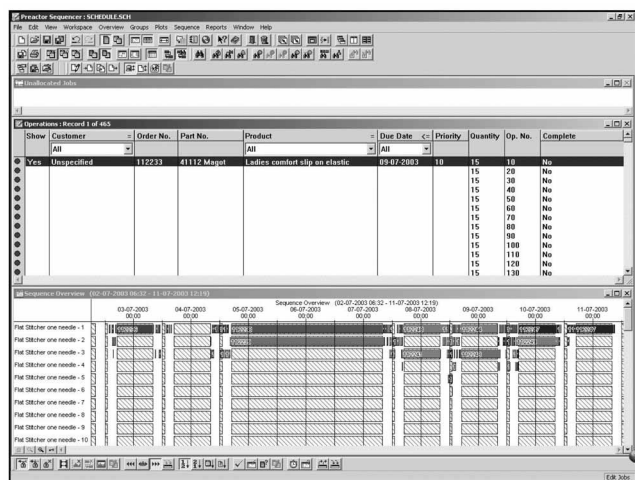 Preactor Sequence : SCHEDULE.SCH
File Edit View Workspace Overview Groups Plots Sequence Reports Window Help
Unallocated Jobs
Operations : Record 1 of 465
Show Customer = Order No. Part No. Product = Due Date <= Priority Quantity Op. No. Complete
All All All
Yes Unspecified 112233 41112 Magot Ladies comfort slip on elastic 09-07-2003 10 15 10 No
15 20 No
15 30 No
15 40 No
15 50 No
15 60 No
15 70 No
15 80 No
15 90 No
15 100 No
15 110 No
15 120 No
15 130 No
Sequence Overview (02-07-2003 06:32 - 11-07-2003 12:19)
Sequence Overview (02-07-2003 06:32 - 11-07-2003 12:19)
03-07-2003 04-07-2003 05-07-2003 06-07-2003 07-07-2003 08-07-2003 09-07-2003 10-07-2003 11-07-2003
00:00 00:00 00:00 00:00 00:00 00:00 00:00 00:00 00:00
Flat Stitcher one needle - 1
Flat Stitcher one needle - 2
Flat Stitcher one needle - 3
Flat Stitcher one needle - 4
Flat Stitcher one needle - 5
Flat Stitcher one needle - 6
Flat Stitcher one needle - 7
Flat Stitcher one needle - 8
Flat Stitcher one needle - 9
Flat Stitcher one needle - 10
Edit Jobs